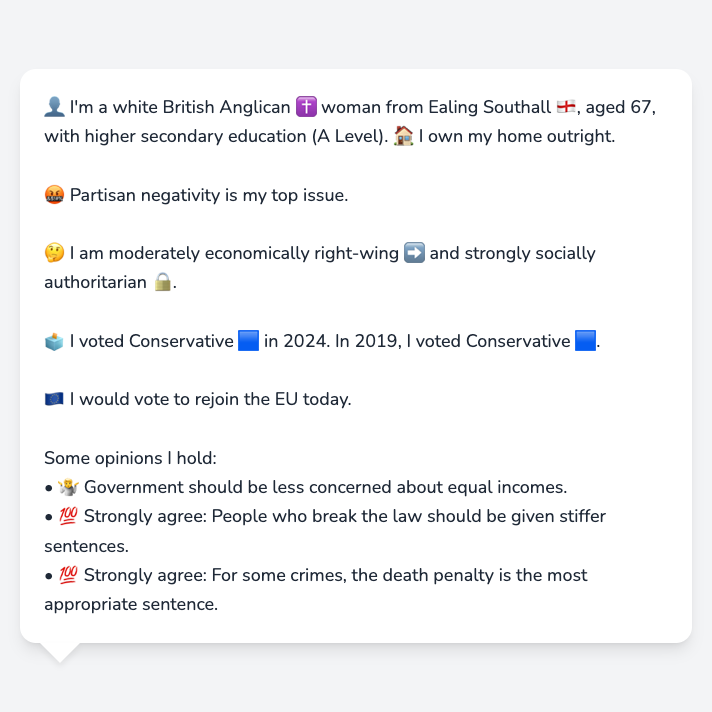 👤 I'm a white British Anglican ✝️ woman from Ealing Southall 🏴󠁧󠁢󠁥󠁮󠁧󠁿, aged 67,
with higher secondary education (A Level). 🏠 I own my home outright.
🤬 Partisan negativity is my top issue.
🤔 I am moderately economically right-wing ➡️ and strongly socially
authoritarian 🔒.
🗳️ I voted Conservative 🟦 in 2024. In 2019, I voted Conservative 🟦.
🇪🇺 I would vote to rejoin the EU today.
Some opinions I hold:
• 🤷 Government should be less concerned about equal incomes.
• 💯 Strongly agree: People who break the law should be given stiffer
sentences.
• 💯 Strongly agree: For some crimes, the death penalty is the most
appropriate sentence.